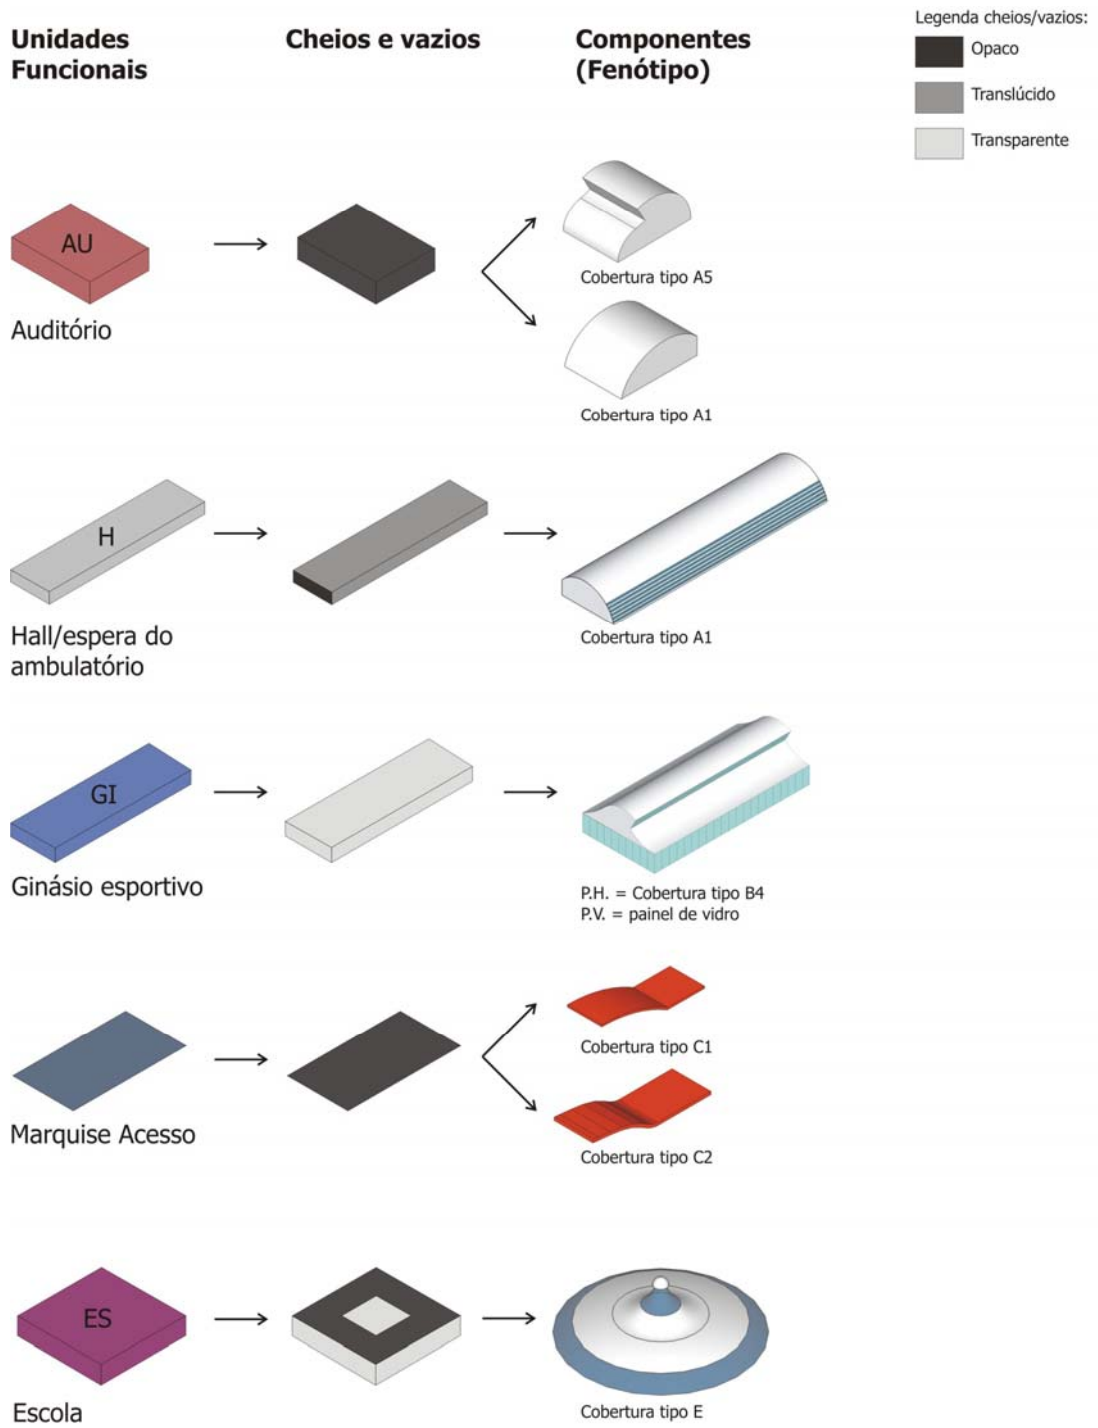 Unidades
Funcionais
Cheios e vazios
Componentes
(Fenótipo)
Legenda cheios/vazios:
Opaco
Translúcido
Transparente
AU
Auditório
Cobertura tipo A5
Cobertura tipo A1
H
Hall/espera do
ambulatório
Cobertura tipo A1
GI
Ginásio esportivo
P.H. = Cobertura tipo B4
P.V. = painel de vidro
Marquise Acesso
Cobertura tipo C1
Cobertura tipo C2
ES
Escola
Cobertura tipo E